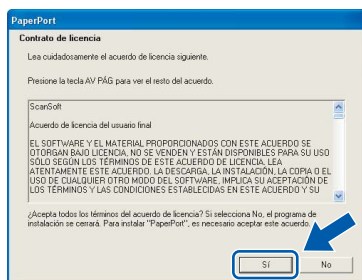 PaperPort
Contrato de licencia
Lea cuidadosamente el acuerdo de licencia siguiente.
Presione la tecla AV PÁG para ver el resto del acuerdo.
ScanSoft
Acuerdo de licencia del usuario final
EL SOFTWARE Y EL MATERIAL PROPORCIONADOS CON ESTE ACUERDO SE
OTORGAN BAJO LICENCIA, NO SE VENDEN Y ESTÁN DISPONIBLES PARA SU USO
SÓLO SEGÚN LOS TÉRMINOS DE ESTE ACUERDO DE LICENCIA. LEA
ATENTAMENTE ESTE ACUERDO. LA DESCARGA, LA INSTALACIÓN, LA COPIA O EL
USO DE CUALQUIER OTRO MODO DEL SOFTWARE, IMPLICA SU ACEPTACIÓN DE
LOS TÉRMINOS Y LAS CONDICIONES ESTABLECIDAS EN ESTE ACUERDO Y SU
¿Acepta todos los términos del acuerdo de licencia? Si selecciona No, el programa de
instalación se cerrará. Para instalar "PaperPort", es necesario aceptar este acuerdo.
Sí No